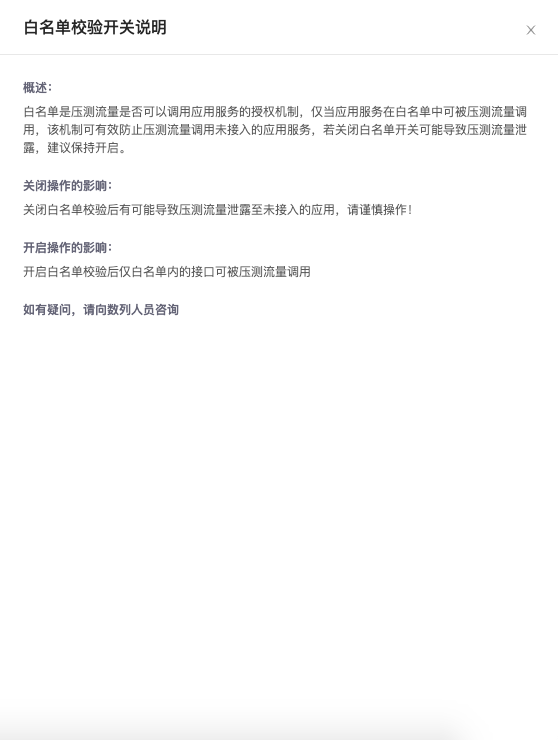 白名单校验开关说明
概述：
白名单是压测流量是否可以调用应用服务的授权机制，仅当应用服务在白名单中可被压测流量调
用，该机制可有效防止压测流量调用未接入的应用服务，若关闭白名单开关可能导致压测流量泄
露，建议保持开启。
关闭操作的影响：
关闭白名单校验后有可能导致压测流量泄露至未接入的应用，请谨慎操作！
开启操作的影响：
开启白名单校验后仅白名单内的接口可被压测流量调用
如有疑问，请向数列人员咨询